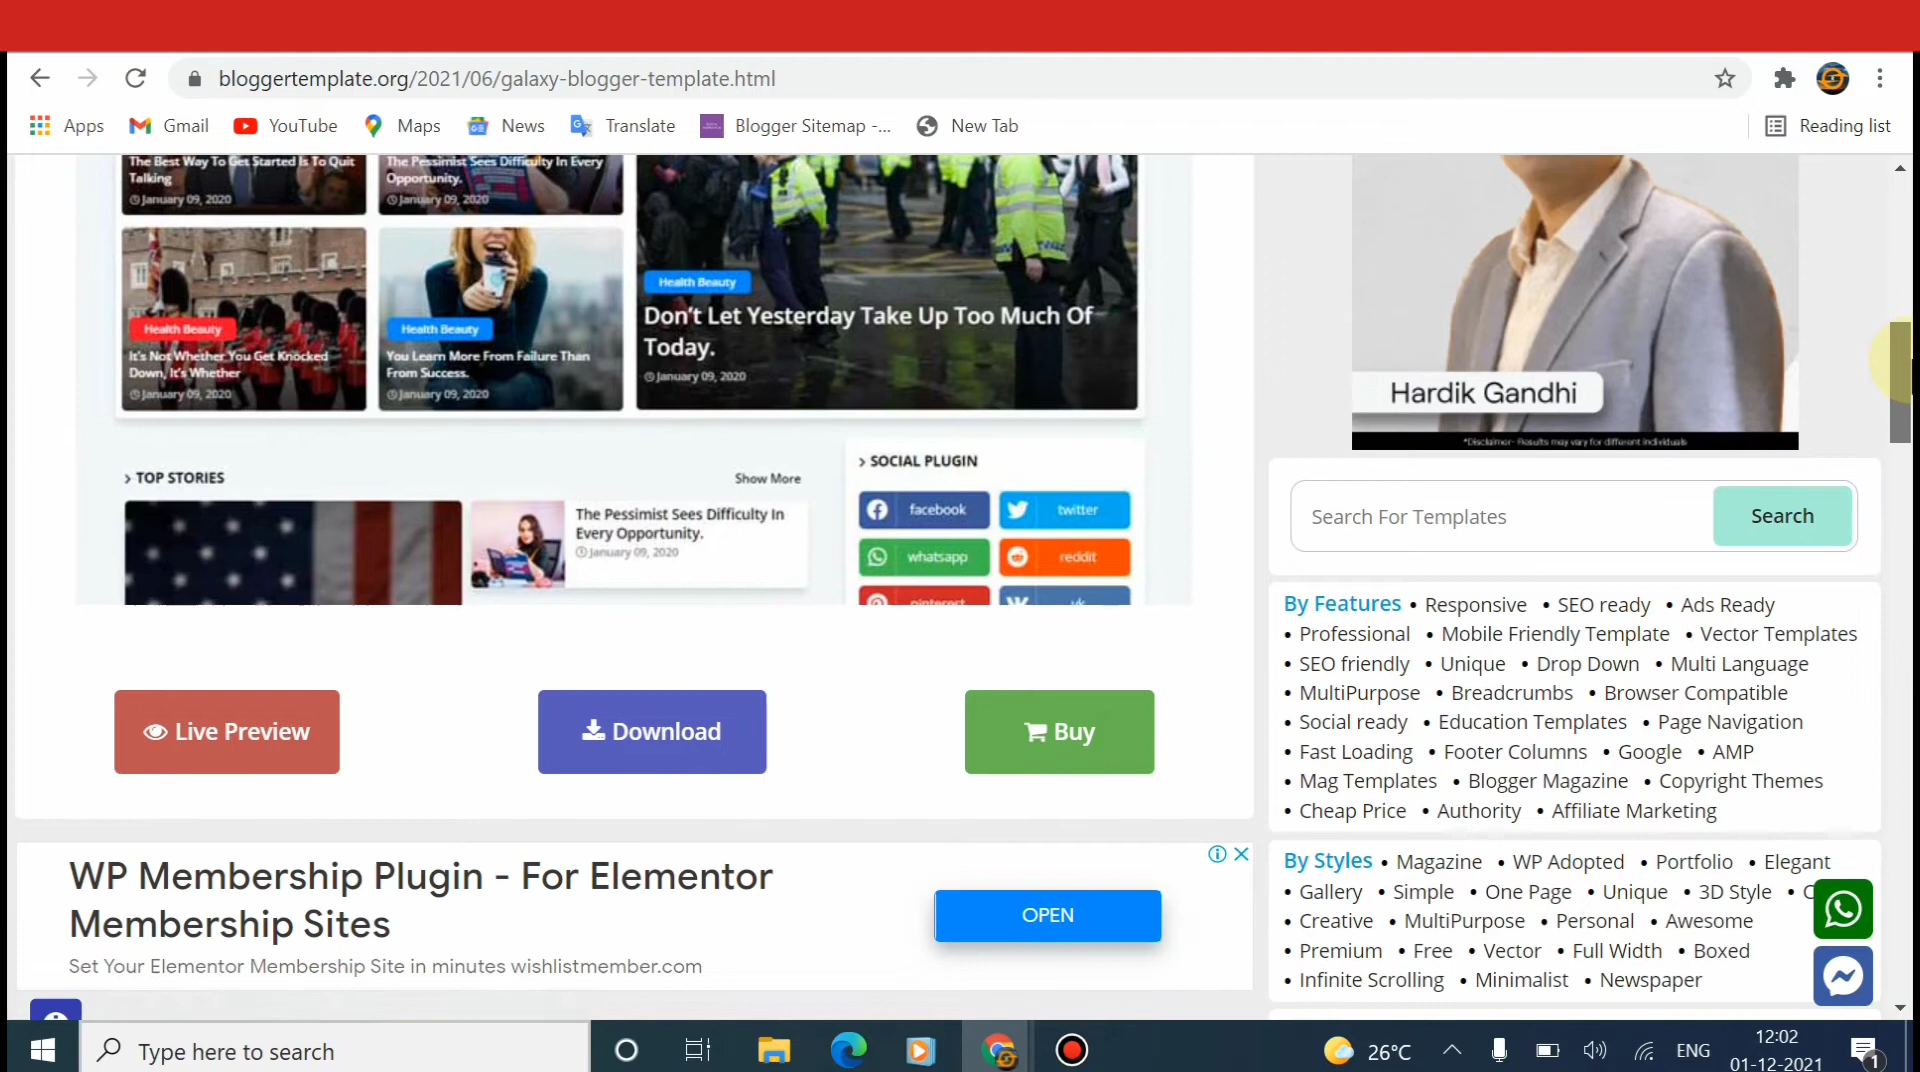 bloggertemplate.org/2021/06/galaxy-blogger-template.html
Apps Gmail YouTube Maps News Translate Blogger Sitemap -... New Tab Reading list
The Best Way To Get Started Is To Quit
Talking
January 09, 2020
The Pessimist Sees Difficulty In Every
Opportunity.
January 09, 2020
Health Beauty
It's Not Whether You Get Knocked
Down, It's Whether
January 09, 2020
Health Beauty
You Learn More From Failure Than
From Success.
January 09, 2020
Health Beauty
Don't Let Yesterday Take Up Too Much Of
Today.
January 09, 2020
> TOP STORIES Show More
The Pessimist Sees Difficulty In
Every Opportunity.
January 09, 2020
> SOCIAL PLUGIN
facebook twitter
whatsapp reddit
pinterest vk
Live Preview Download Buy
WP Membership Plugin - For Elementor
Membership Sites
Set Your Elementor Membership Site in minutes wishlistmember.com
OPEN
Hardik Gandhi
*Disclaimer- Results may vary for different individuals
Search For Templates Search
By Features • Responsive • SEO ready • Ads Ready
• Professional • Mobile Friendly Template • Vector Templates
• SEO friendly • Unique • Drop Down • Multi Language
• MultiPurpose • Breadcrumbs • Browser Compatible
• Social ready • Education Templates • Page Navigation
• Fast Loading • Footer Columns • Google • AMP
• Mag Templates • Blogger Magazine • Copyright Themes
• Cheap Price • Authority • Affiliate Marketing
By Styles • Magazine • WP Adopted • Portfolio • Elegant
• Gallery • Simple • One Page • Unique • 3D Style • C
• Creative • MultiPurpose • Personal • Awesome
• Premium • Free • Vector • Full Width • Boxed
• Infinite Scrolling • Minimalist • Newspaper
Type here to search
26°C
ENG
12:02
01-12-2021
1